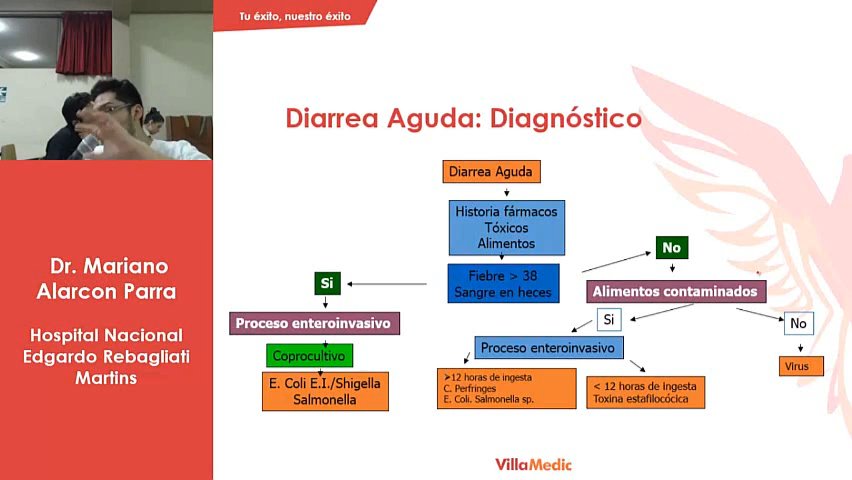 Tu éxito, nuestro éxito
Diarrea Aguda: Diagnóstico
Dr. Mariano
Alarcon Parra
Hospital Nacional
Edgardo Rebagliati
Martins
Diarrea Aguda
Historia fármacos
Tóxicos
Alimentos
Fiebre > 38
Sangre en heces
Si
Proceso enteroinvasivo
Coprocultivo
E. Coli E.I./Shigella
Salmonella
No
Alimentos contaminados
Si
Proceso enteroinvasivo
>12 horas de ingesta
C. Perfringes
E. Coli. Salmonella sp.
< 12 horas de ingesta
Toxina estafilocócica
No
Virus
VillaMedic